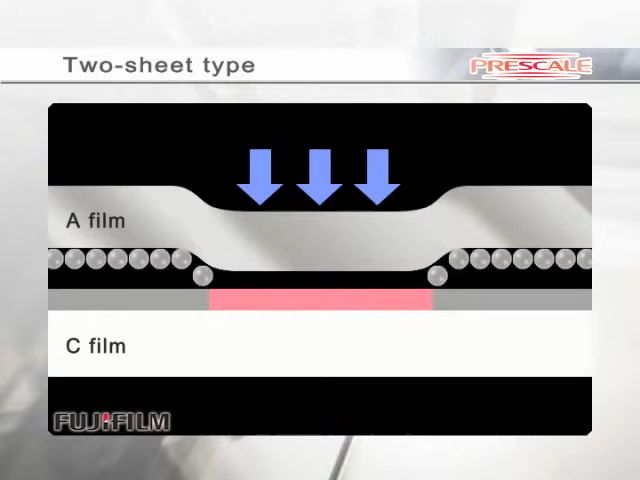 Two-sheet type
PRESCALE
A film
C film
FUJIFILM